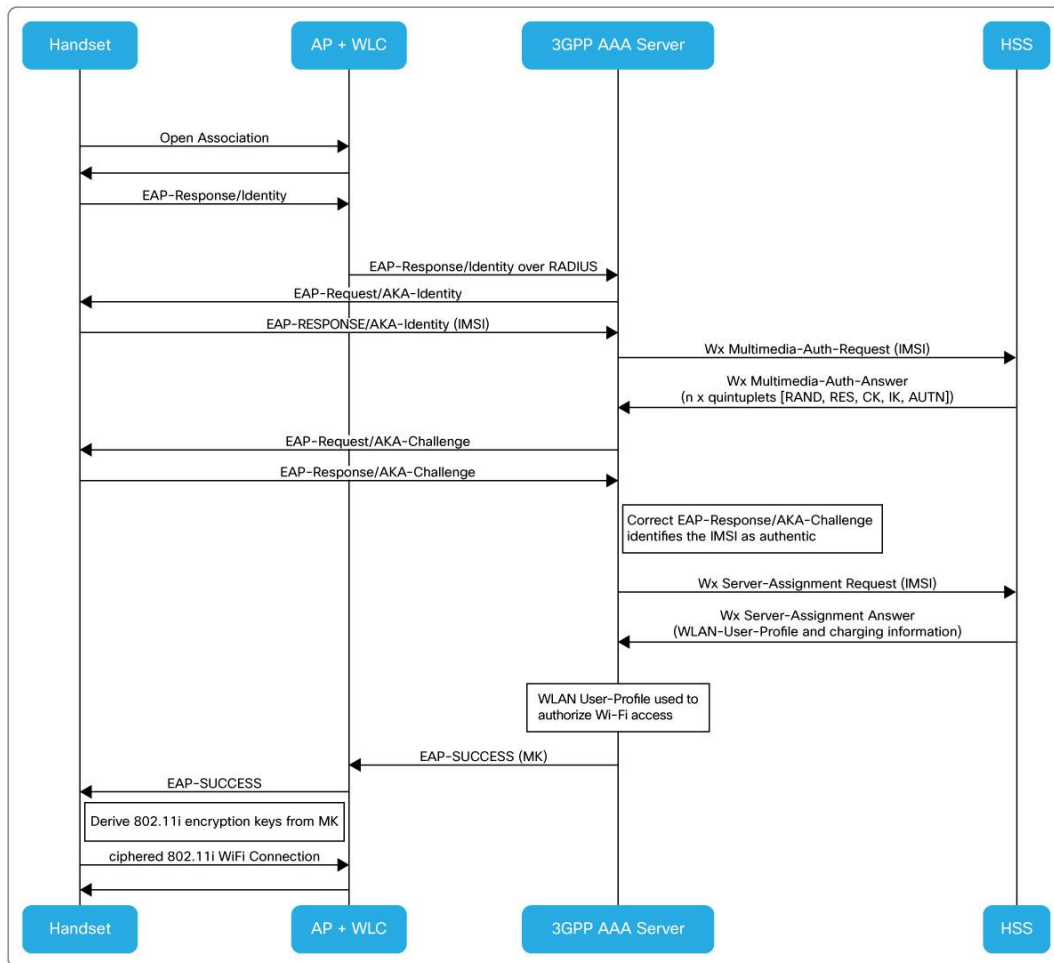 Handset
AP + WLC
3GPP AAA Server
HSS
Open Association
EAP-Response/Identity
EAP-Response/Identity over RADIUS
EAP-Request/AKA-Identity
EAP-RESPONSE/AKA-Identity (IMSI)
Wx Multimedia-Auth-Request (IMSI)
Wx Multimedia-Auth-Answer
(n x quintuplets [RAND, RES, CK, IK, AUTN])
EAP-Request/AKA-Challenge
EAP-Response/AKA-Challenge
Correct EAP-Response/AKA-Challenge
identifies the IMSI as authentic
Wx Server-Assignment Request (IMSI)
Wx Server-Assignment Answer
(WLAN-User-Profile and charging information)
WLAN User-Profile used to
authorize Wi-Fi access
EAP-SUCCESS (MK)
EAP-SUCCESS
Derive 802.11i encryption keys from MK
ciphered 802.11i WiFi Connection
Handset
AP + WLC
3GPP AAA Server
HSS